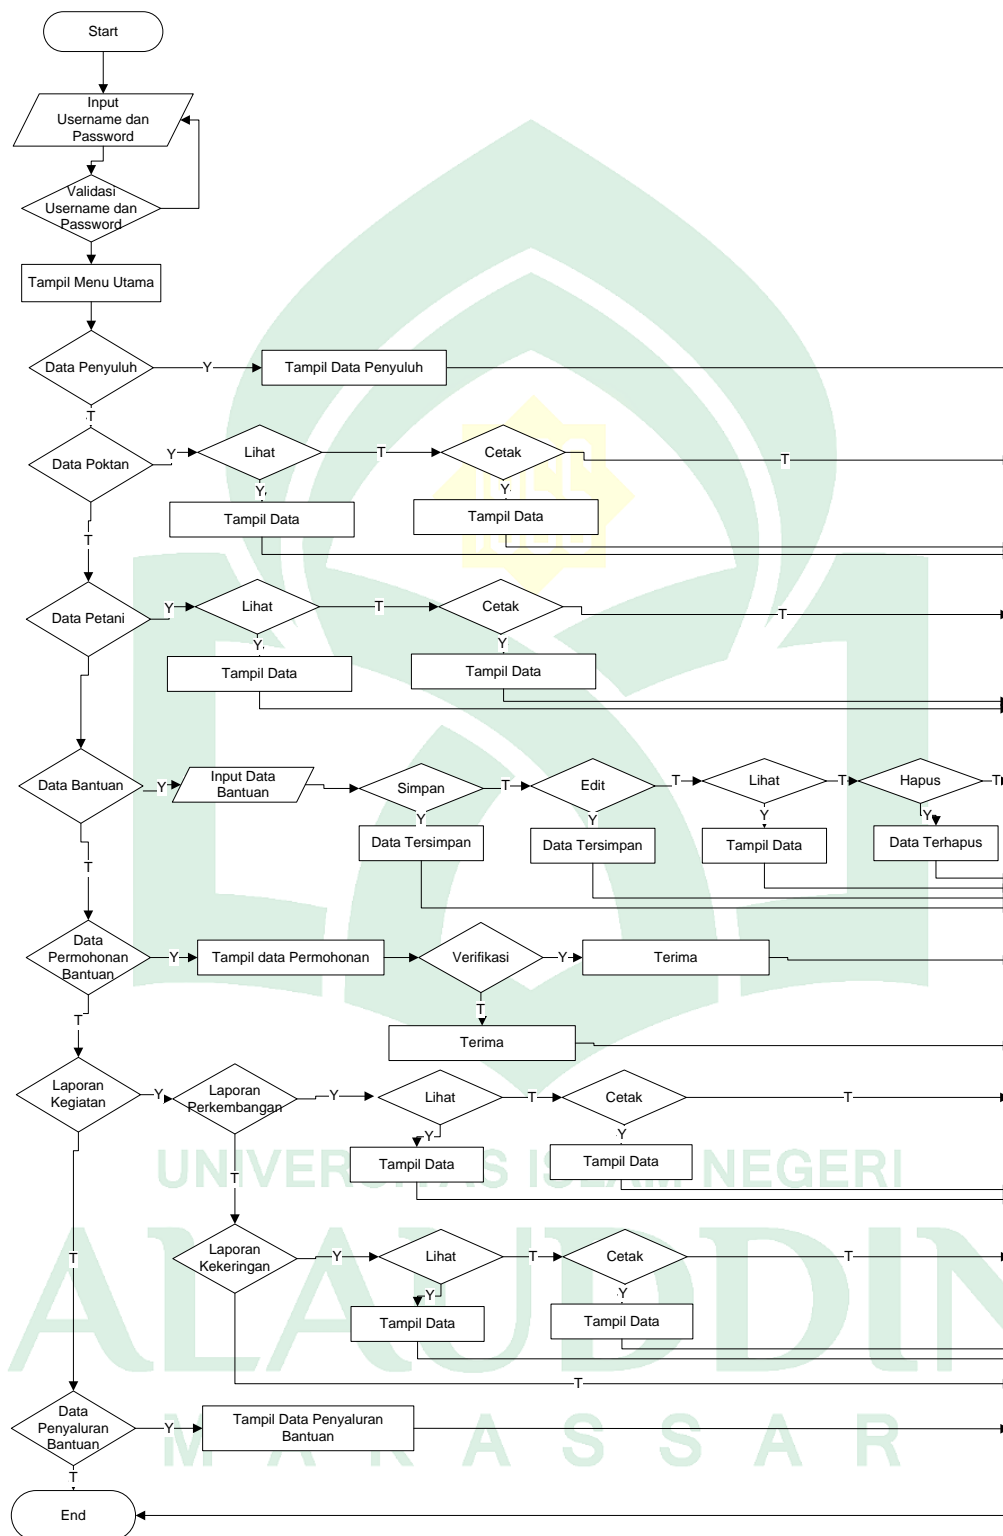 Start
Input
Username dan
Password
Validasi
Username dan
Password
Tampil Menu Utama
Data Penyuluh
Y
Tampil Data Penyuluh
T
Data Poktan
Y
Lihat
T
Cetak
T
Y
Y
Tampil Data
Tampil Data
T
Data Petani
Y
Lihat
T
Cetak
T
Y
Y
Tampil Data
Tampil Data
Data Bantuan
Y
Input Data
Bantuan
Simpan
T
Edit
T
Lihat
T
Hapus
T
Y
Y
Y
Y
Data Tersimpan
Data Tersimpan
Tampil Data
Data Terhapus
T
Data
Permohonan
Bantuan
Y
Tampil data Permohonan
Verifikasi
Y
Terima
T
T
Terima
Laporan
Kegiatan
Y
Laporan
Perkembangan
Y
Lihat
T
Cetak
T
Y
Y
Tampil Data
Tampil Data
UNIVERSITAS ISLAM NEGERI
T
T
Laporan
Kekeringan
Y
Lihat
T
Cetak
T
Y
Y
Tampil Data
Tampil Data
ALAUDDIN
T
Data
Penyaluran
Bantuan
Y
Tampil Data Penyaluran
Bantuan
MAKASSAR
T
End